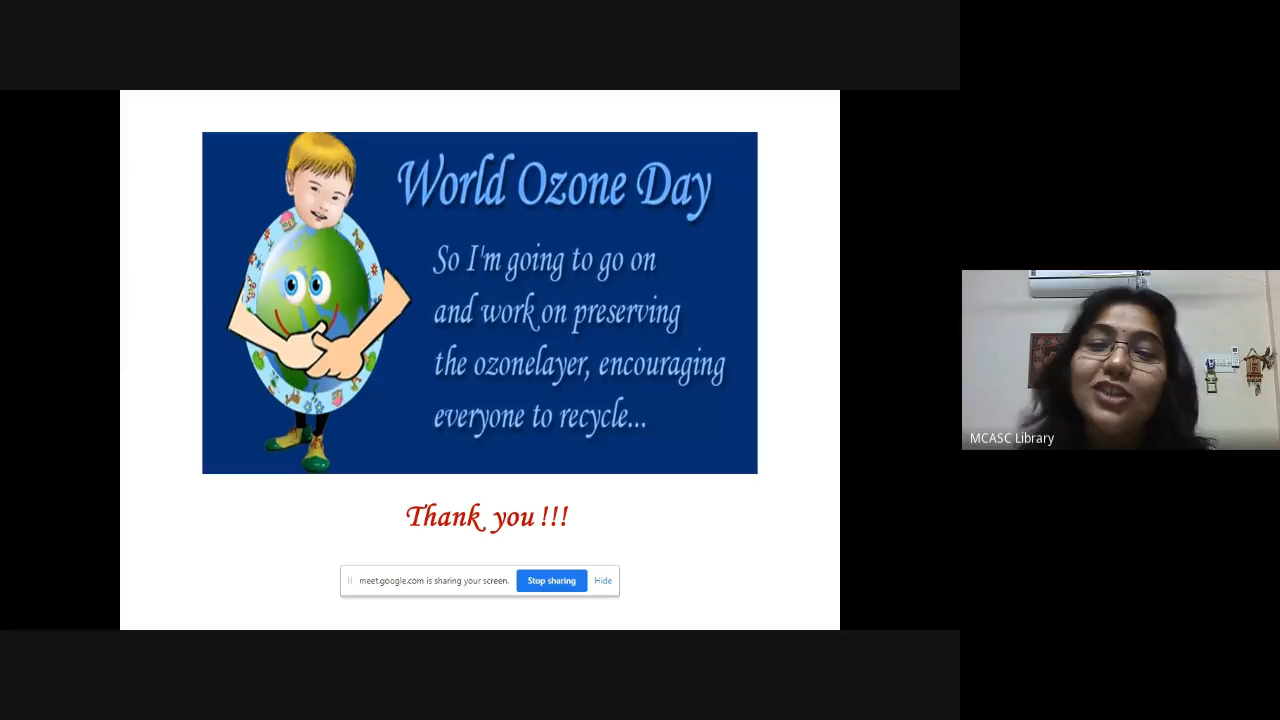 World Ozone Day
So I'm going to go on
and work on preserving
the ozonelayer, encouraging
everyone to recycle...
Thank you !!!
meet.google.com is sharing your screen.
Stop sharing
Hide
MCASC Library